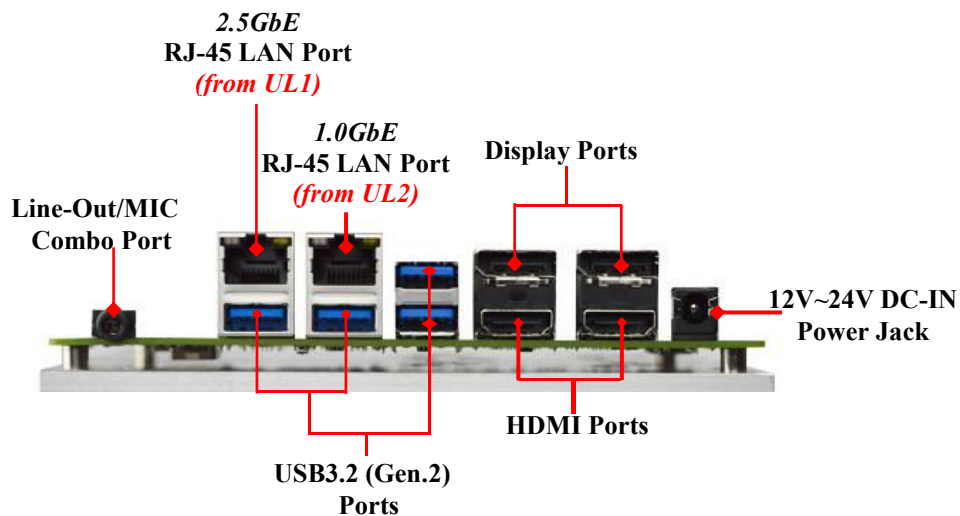 2.5GbE
RJ-45 LAN Port
(from UL1)
1.0GbE
RJ-45 LAN Port
(from UL2)
Display Ports
Line-Out/MIC
Combo Port
12V~24V DC-IN
Power Jack
HDMI Ports
USB3.2 (Gen.2)
Ports